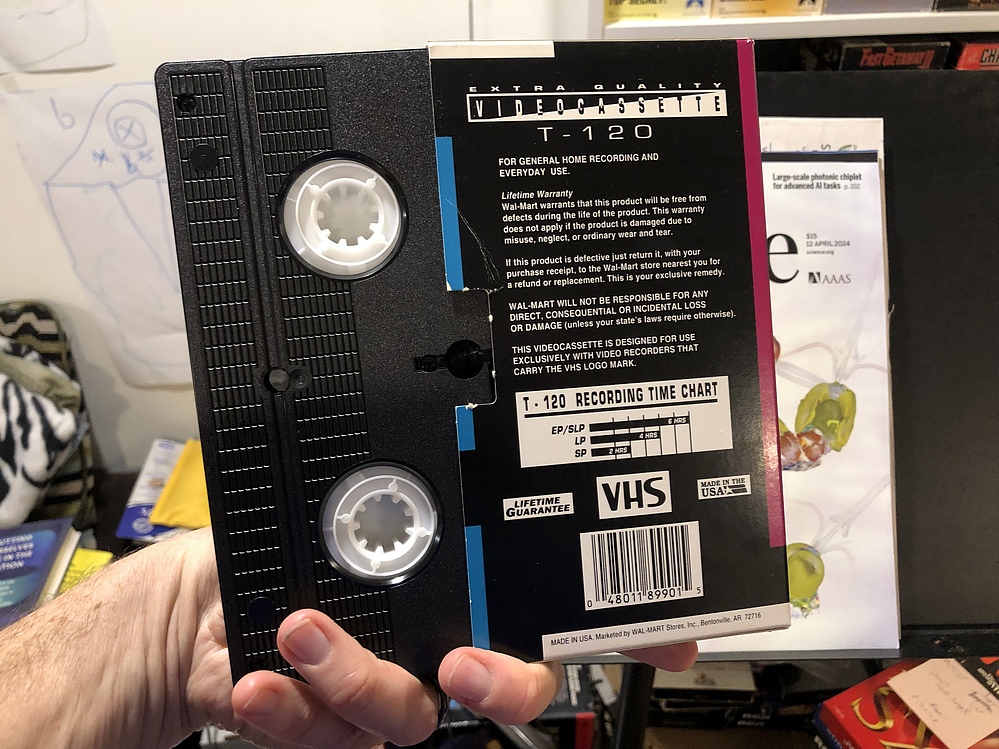 EXTRA QUALITY
VIDEOCASSETTE
T-120
FOR GENERAL HOME RECORDING AND
EVERYDAY USE.
Lifetime Warranty
Wal-Mart warrants that this product will be free from
defects during the life of the product. This warranty
does not apply if the product is damaged due to
misuse, neglect, or ordinary wear and tear.
If this product is defective just return it, with your
purchase receipt, to the Wal-Mart store nearest you for
a refund or replacement. This is your exclusive remedy.
WAL-MART WILL NOT BE RESPONSIBLE FOR ANY
DIRECT, CONSEQUENTIAL OR INCIDENTAL LOSS
OR DAMAGE (unless your state's laws require otherwise).
THIS VIDEOCASSETTE IS DESIGNED FOR USE
EXCLUSIVELY WITH VIDEO RECORDERS THAT
CARRY THE VHS LOGO MARK.
T-120 RECORDING TIME CHART
EP/SLP 6 HRS
LP 4 HRS
SP 2 HRS
LIFETIME
GUARANTEE
VHS
MADE IN THE
USA
0 48011 89901 5
MADE IN USA. Marketed by WAL-MART Stores, Inc., Bentonville, AR 72716
Large-scale photonic chiplet
for advanced AI tasks p. 202
e
$15
12 APRIL 2024
science.org
AAAS
FAST GETAWAY II